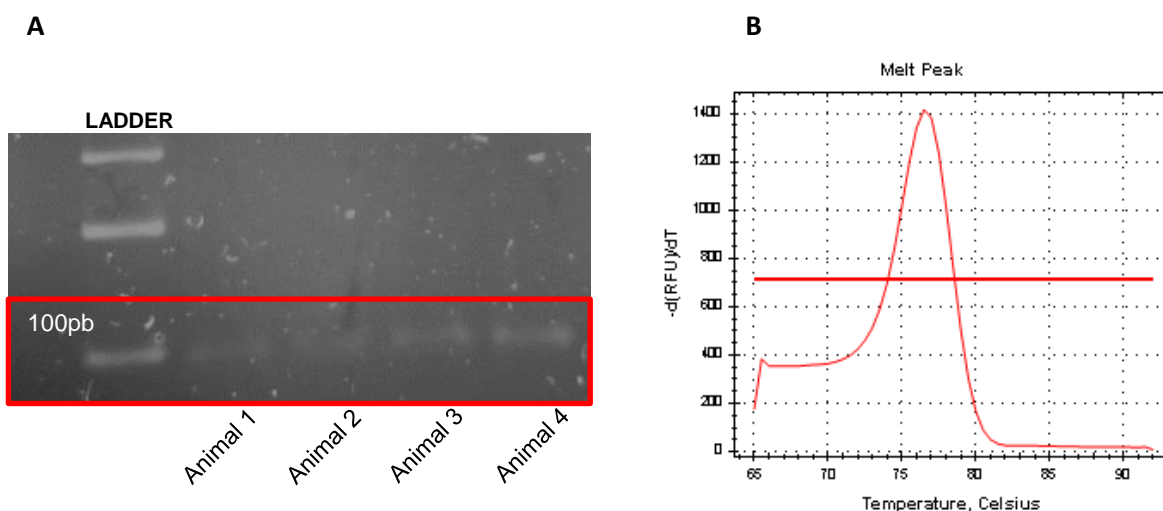 A
B
LADDER
100pb
Animal 1
Animal 2
Animal 3
Animal 4
Melt Peak
-d(RFU)/dT
1400
1200
1000
800
600
400
200
0
65
70
75
80
85
90
Temperature, Celsius